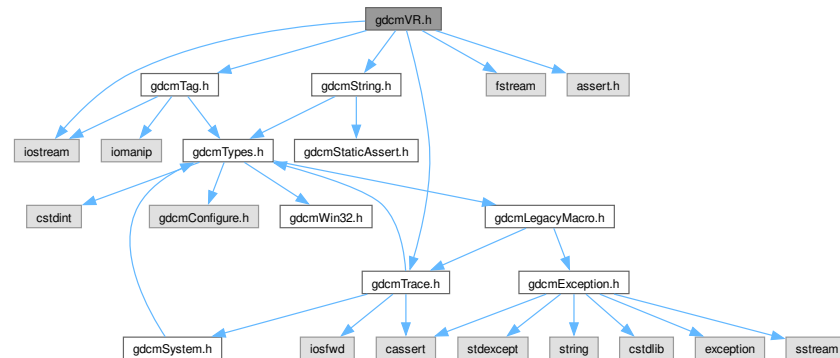 gdcmVR.h
gdcmTag.h
gdcmString.h
fstream
assert.h
iostream
iomanip
gdcmTypes.h
gdcmStaticAssert.h
cstdint
gdcmConfigure.h
gdcmWin32.h
gdcmLegacyMacro.h
gdcmTrace.h
gdcmException.h
gdcmSystem.h
iosfwd
cassert
stdexcept
string
cstdlib
exception
sstream